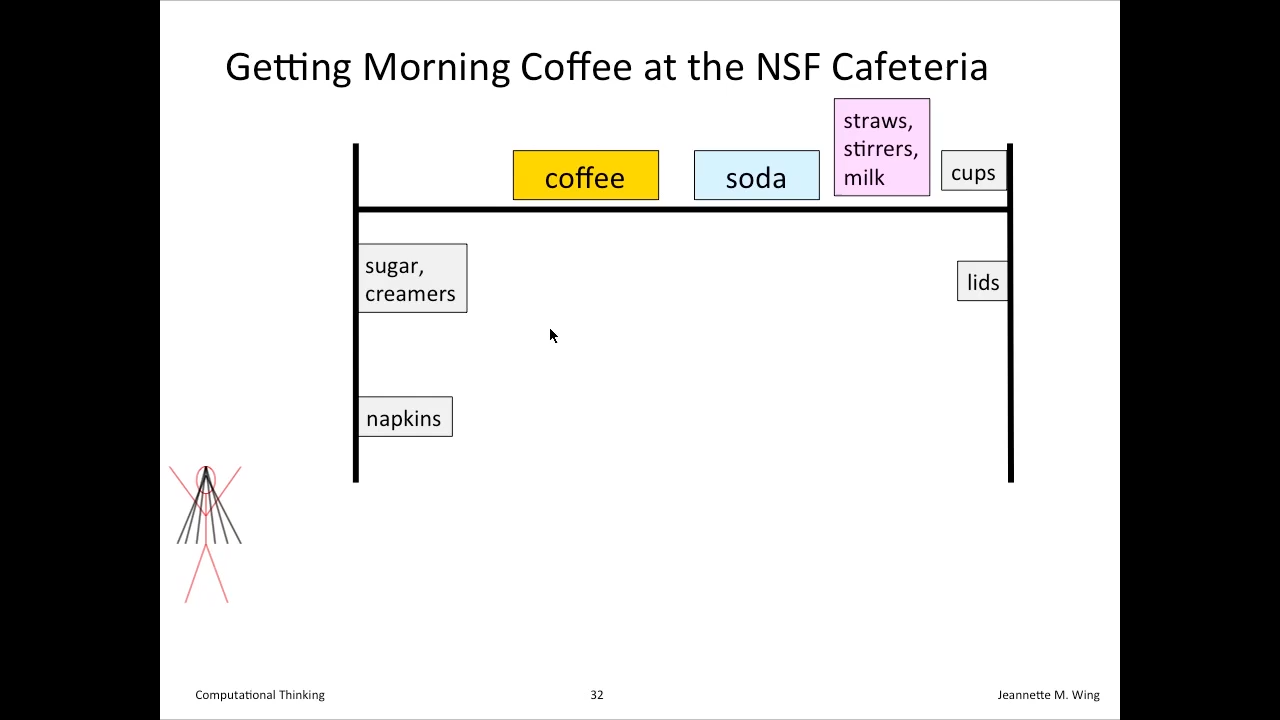 Getting Morning Coffee at the NSF Cafeteria
coffee
soda
straws,
stirrers,
milk
cups
sugar,
creamers
lids
napkins
Computational Thinking
32
Jeannette M. Wing